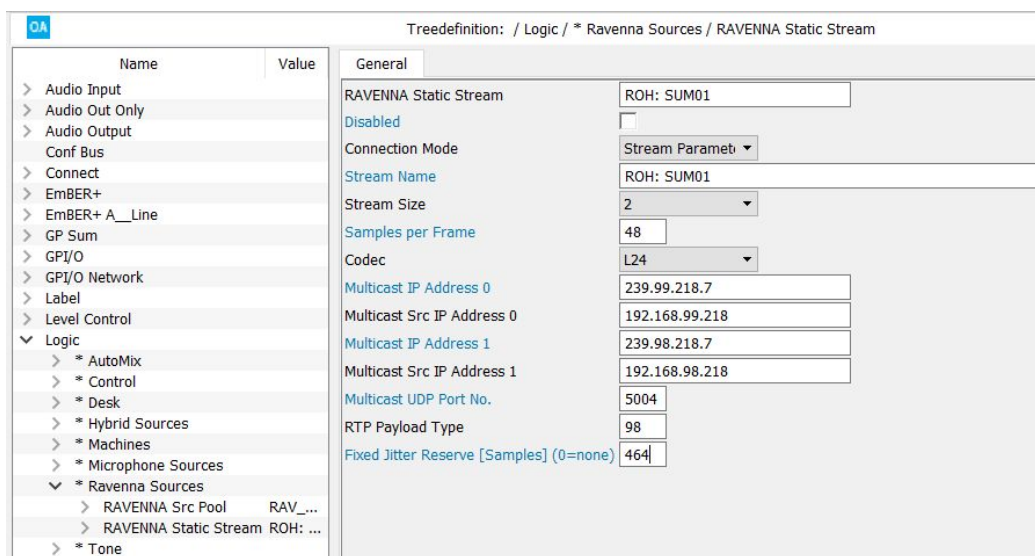 OA
Treedefinition: / Logic / * Ravenna Sources / RAVENNA Static Stream
Name Value
Audio Input
Audio Out Only
Audio Output
Conf Bus
Connect
EmBER+
EmBER+ A__Line
GP Sum
GPI/O
GPI/O Network
Label
Level Control
Logic
* AutoMix
* Control
* Desk
* Hybrid Sources
* Machines
* Microphone Sources
* Ravenna Sources
RAVENNA Src Pool RAV_...
RAVENNA Static Stream ROH: ...
* Tone
General
RAVENNA Static Stream ROH: SUM01
Disabled
Connection Mode Stream Paramet
Stream Name ROH: SUM01
Stream Size 2
Samples per Frame 48
Codec L24
Multicast IP Address 0 239.99.218.7
Multicast Src IP Address 0 192.168.99.218
Multicast IP Address 1 239.98.218.7
Multicast Src IP Address 1 192.168.98.218
Multicast UDP Port No. 5004
RTP Payload Type 98
Fixed Jitter Reserve [Samples] (0=none) 464